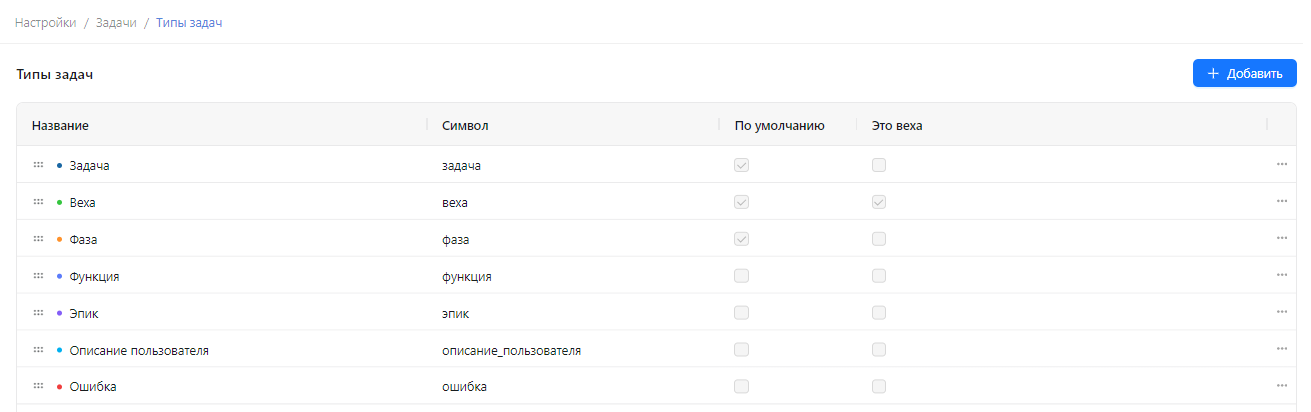 Настройки / Задачи / Типы задач
Типы задач
Добавить
Название Символ По умолчанию Это веха
Задача задача
Веха веха
Фаза фаза
Функция функция
Эпик эпик
Описание пользователя описание_пользователя
Ошибка ошибка